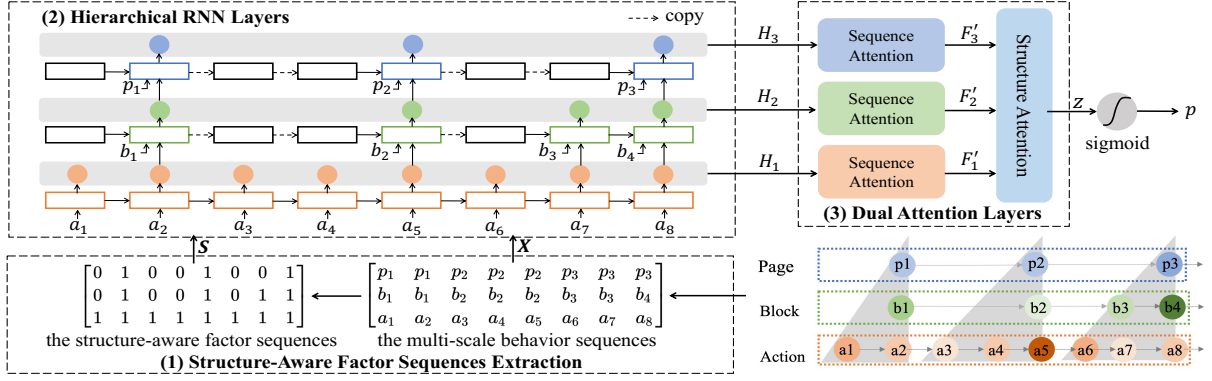 (2) Hierarchical RNN Layers
copy
p₁ p₂ p₃
b₁ b₂ b₃ b₄
a₁ a₂ a₃ a₄ a₅ a₆ a₇ a₈
H₃ Sequence Attention F′₃
H₂ Sequence Attention F′₂
H₁ Sequence Attention F′₁
Structure Attention
z
sigmoid
p
(3) Dual Attention Layers
S X
0 1 0 0 1 0 0 1
0 1 0 0 1 0 1 1
1 1 1 1 1 1 1 1
the structure-aware factor sequences
p₁ p₁ p₂ p₂ p₂ p₃ p₃ p₃
b₁ b₁ b₂ b₂ b₂ b₃ b₃ b₄
a₁ a₂ a₃ a₄ a₅ a₆ a₇ a₈
the multi-scale behavior sequences
(1) Structure-Aware Factor Sequences Extraction
Page p1 p2 p3
Block b1 b2 b3 b4
Action a1 a2 a3 a4 a5 a6 a7 a8